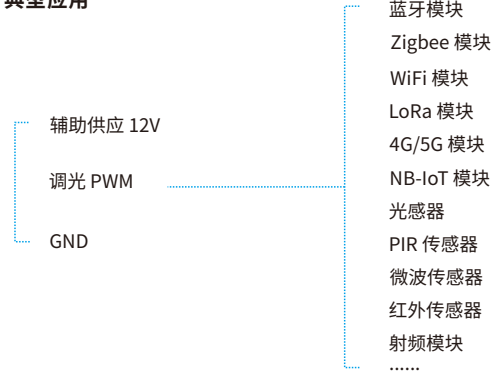 典型应用
辅助供应 12V
调光 PWM
GND
蓝牙模块
Zigbee 模块
WiFi 模块
LoRa 模块
4G/5G 模块
NB-IoT 模块
光感器
PIR 传感器
微波传感器
红外传感器
射频模块
······